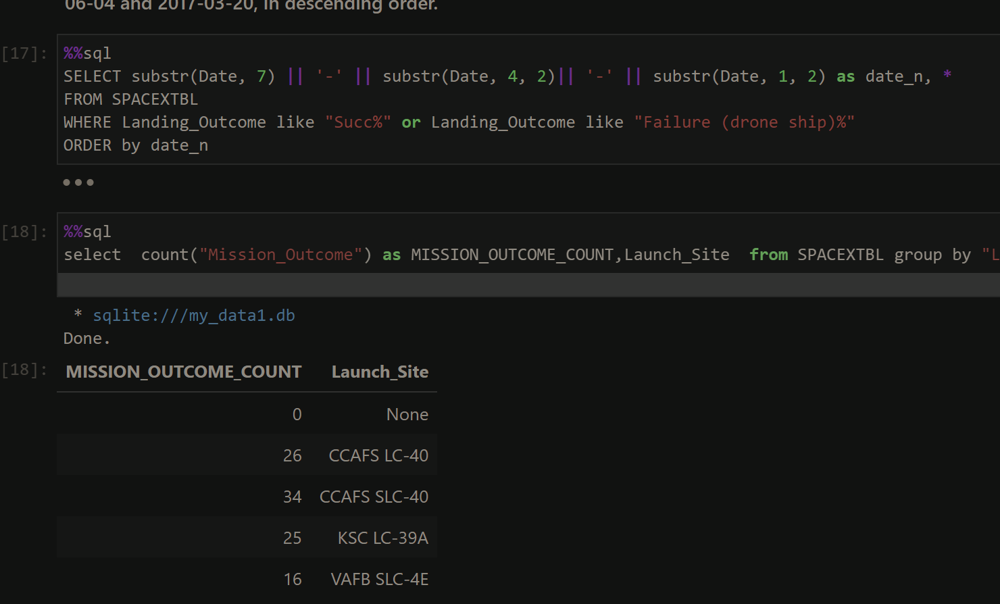 06-04 and 2017-03-20, in descending order.
[17]:
%%sql
SELECT substr(Date, 7) || '-' || substr(Date, 4, 2)|| '-' || substr(Date, 1, 2) as date_n, *
FROM SPACEXTBL
WHERE Landing_Outcome like "Succ%" or Landing_Outcome like "Failure (drone ship)%"
ORDER by date_n
[18]:
%%sql
select  count("Mission_Outcome") as MISSION_OUTCOME_COUNT,Launch_Site  from SPACEXTBL group by "L
* sqlite:///my_data1.db
Done.
[18]:
MISSION_OUTCOME_COUNT Launch_Site
0 None
26 CCAFS LC-40
34 CCAFS SLC-40
25 KSC LC-39A
16 VAFB SLC-4E